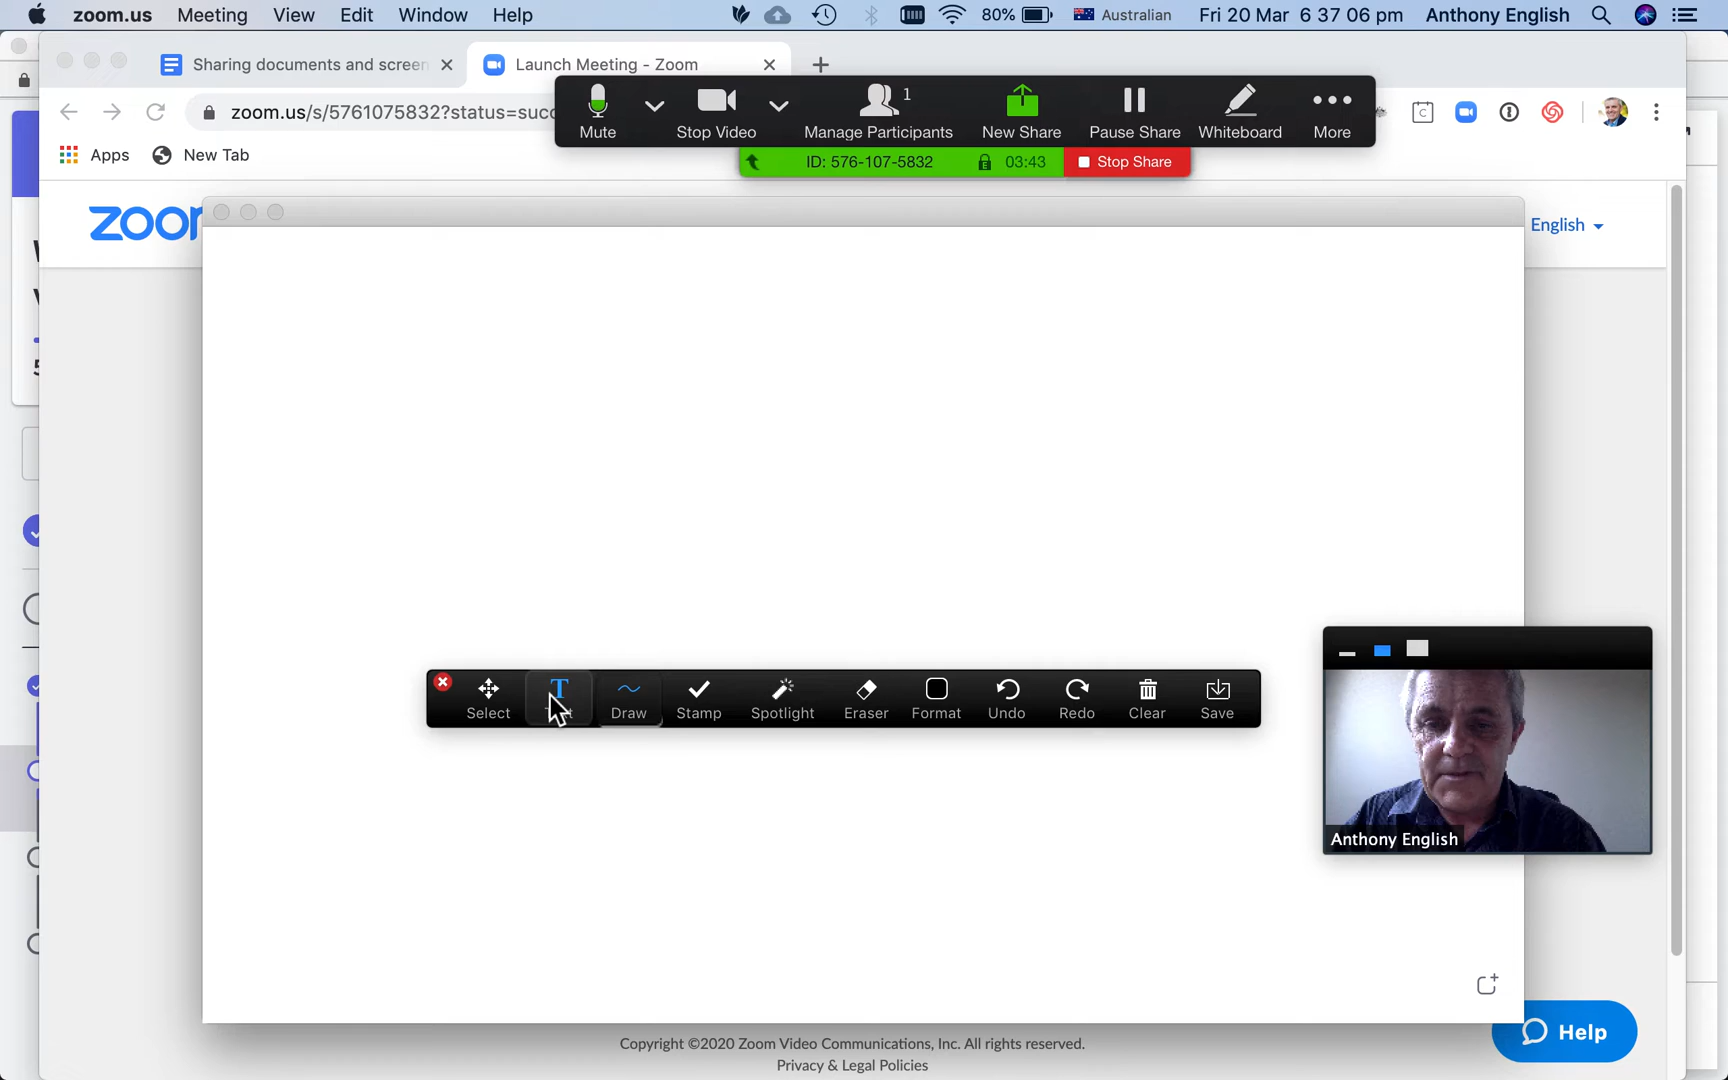 zoom.us Meeting View Edit Window Help 80% Australian Fri 20 Mar 6 37 06 pm Anthony English
Sharing documents and screen Launch Meeting - Zoom
zoom.us/s/5761075832?status=succ
Mute Stop Video Manage Participants 1 New Share Pause Share Whiteboard More
Apps New Tab
ID: 576-107-5832 03:43 Stop Share
zoom English
Select Draw Stamp Spotlight Eraser Format Undo Redo Clear Save
Anthony English
Copyright ©2020 Zoom Video Communications, Inc. All rights reserved.
Privacy & Legal Policies
Help